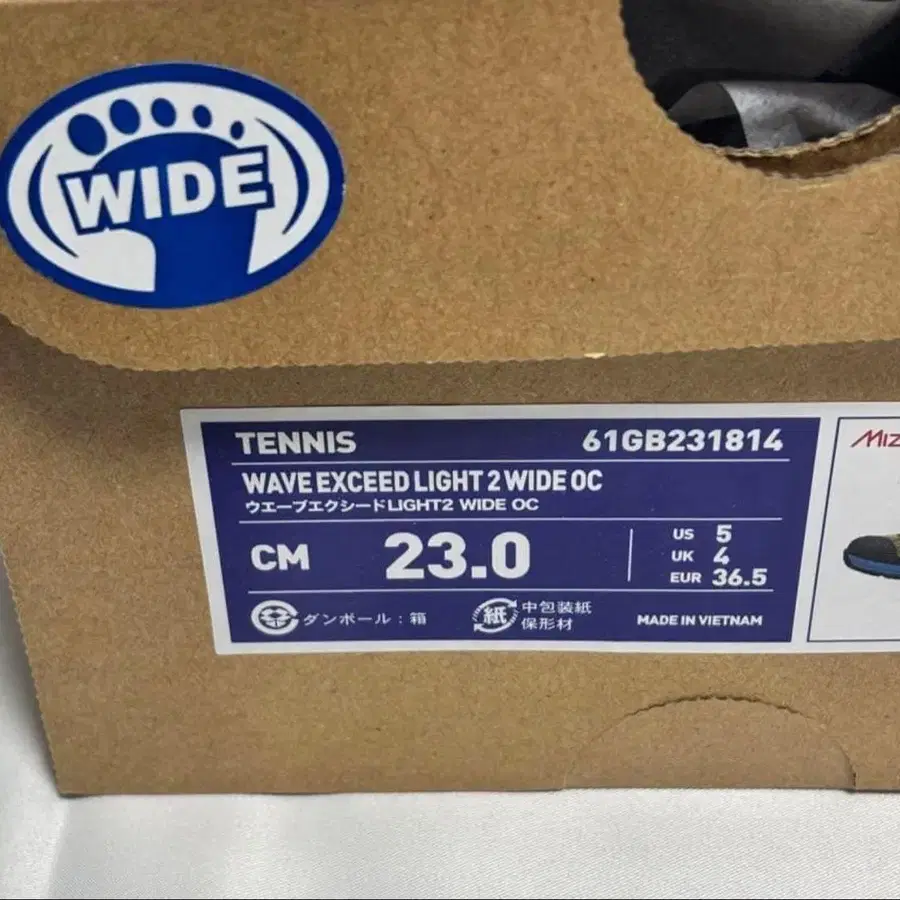 WIDE
TENNIS 61GB231814
WAVE EXCEED LIGHT 2 WIDE OC
ウエーブエクシードLIGHT2 WIDE OC
CM 23.0
US 5
UK 4
EUR 36.5
ダンボール：箱
紙 中包装紙
保形材
MADE IN VIETNAM
MIZ